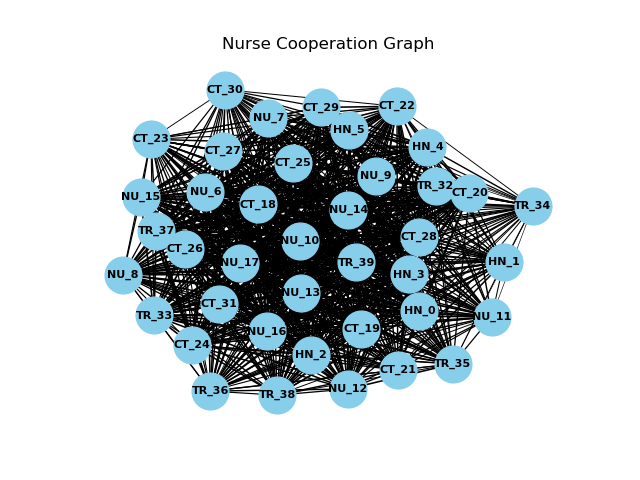 Nurse Cooperation Graph
CT_30
CT_29
CT_22
NU_7
HN_5
CT_23
HN_4
CT_27
CT_25
NU_9
TR_32
NU_6
CT_20
NU_15
CT_18
TR_34
NU_14
TR_37
CT_28
NU_10
CT_26
HN_1
NU_17
TR_39
NU_8
HN_3
NU_13
CT_31
HN_0
TR_33
NU_11
CT_19
NU_16
CT_24
HN_2
TR_35
CT_21
NU_12
TR_36
TR_38